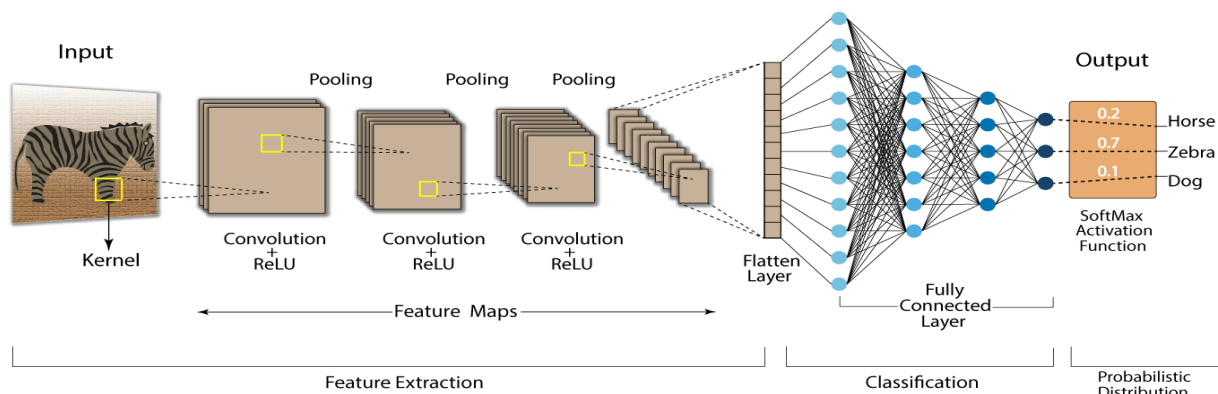 Input
Kernel
Pooling
Pooling
Pooling
Convolution
+
ReLU
Convolution
+
ReLU
Convolution
+
ReLU
Feature Maps
Flatten
Layer
Fully
Connected
Layer
Output
0.2
0.7
0.1
Horse
Zebra
Dog
SoftMax
Activation
Function
Feature Extraction
Classification
Probabilistic
Distribution